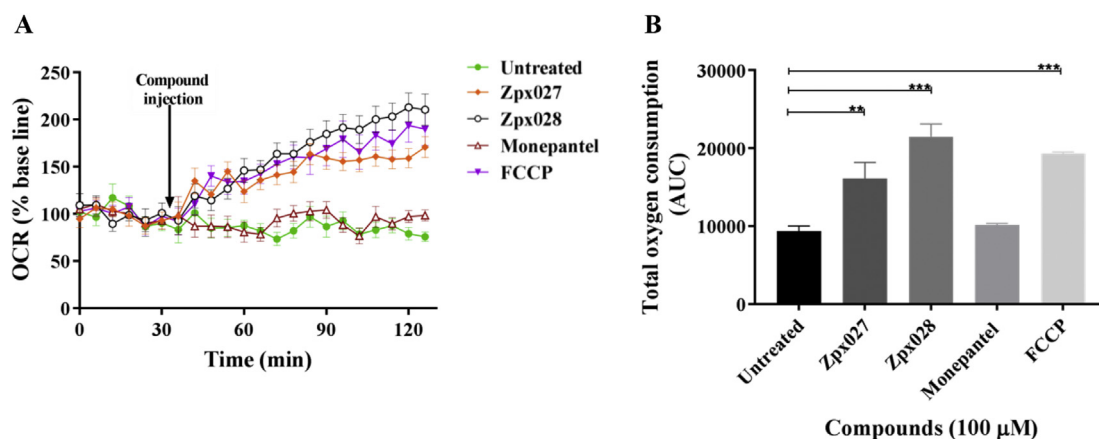 A
250
200
150
100
50
0
OCR (% base line)
Compound
injection
0
30
60
90
120
Time (min)
Untreated
Zpx027
Zpx028
Monepantel
FCCP
B
30000
20000
10000
0
Total oxygen consumption
(AUC)
***
***
**
Untreated
Zpx027
Zpx028
Monepantel
FCCP
Compounds (100 µM)